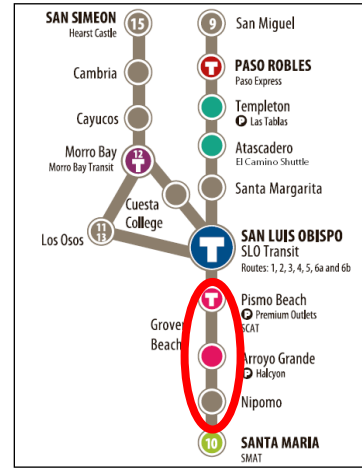 SAN SIMEON
Hearst Castle
15
9
San Miguel
Cambria
T
PASO ROBLES
Paso Express
Cayucos
Templeton
P Las Tablas
Morro Bay
Morro Bay Transit
12
T
Atascadero
El Camino Shuttle
Cuesta
College
Santa Margarita
Los Osos
11
13
T
SAN LUIS OBISPO
SLO Transit
Routes: 1, 2, 3, 4, 5, 6a and 6b
T
Pismo Beach
P Premium Outlets
SCAT
Grover
Beach
Arroyo Grande
P Halcyon
Nipomo
10
SANTA MARIA
SMAT